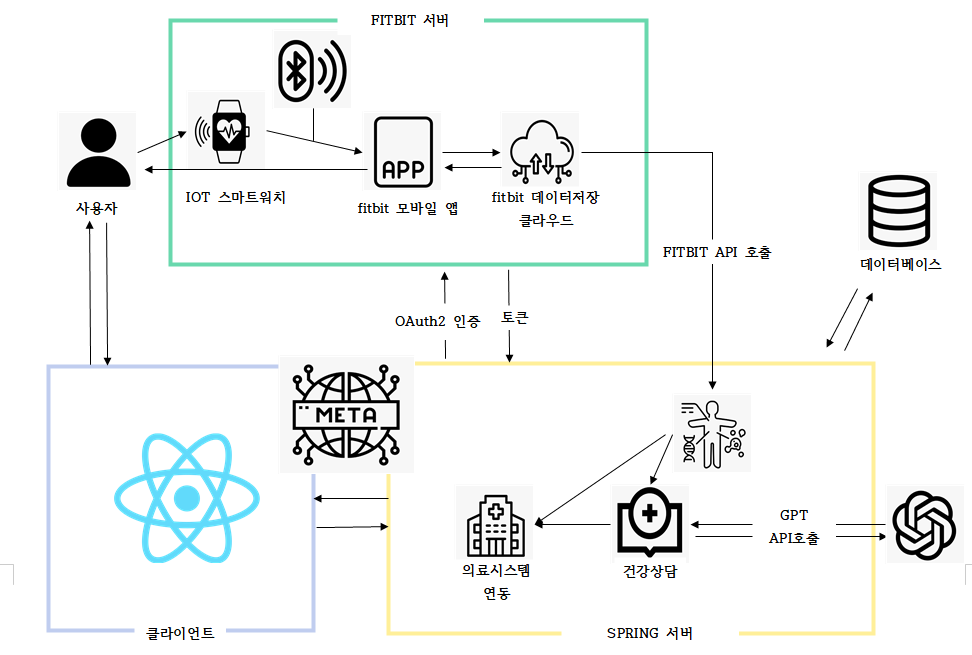 FITBIT 서버
APP
IOT 스마트워치
사용자
fitbit 모바일 앱
fitbit 데이터저장
클라우드
FITBIT API 호출
데이터베이스
OAuth2 인증
토큰
META
GPT
API호출
의료시스템
연동
건강상담
클라이언트
SPRING 서버